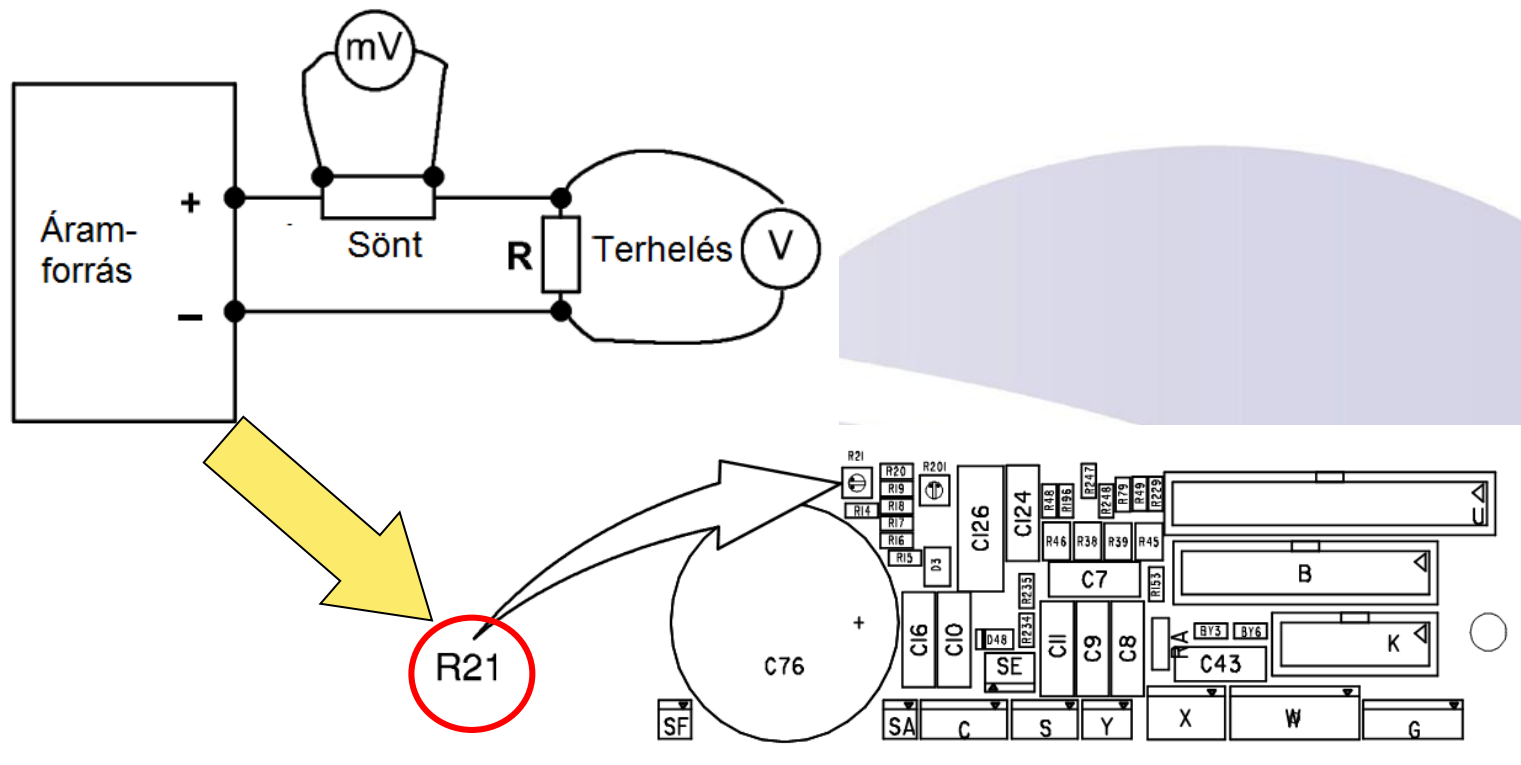 mV
+
Áram-
forrás
Sönt
R
Terhelés
V
−
R21
R21
R20
R201
R19
R18
R14
R17
R16
R15
D3
C126
C124
R48
R196
R247
R248
R79
R49
R229
U
R46
R38
R39
R45
C7
R153
B
R235
R234
C16
C10
D48
SE
C11
C9
C8
RA
BY3
BY6
C43
K
+
C76
SF
SA
C
S
Y
X
W
G